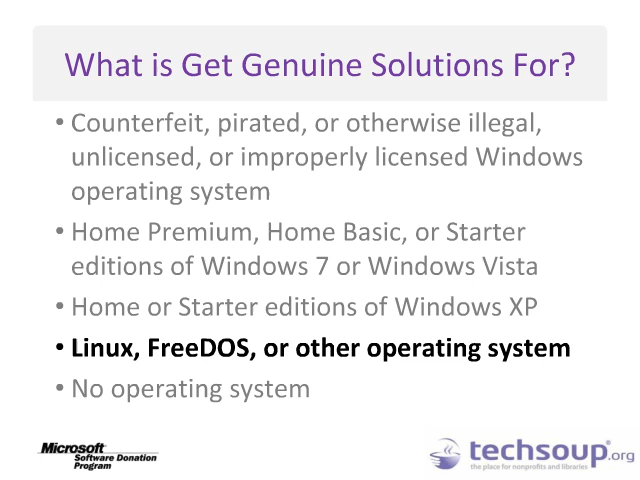 What is Get Genuine Solutions For?
• Counterfeit, pirated, or otherwise illegal,
unlicensed, or improperly licensed Windows
operating system
• Home Premium, Home Basic, or Starter
editions of Windows 7 or Windows Vista
• Home or Starter editions of Windows XP
• Linux, FreeDOS, or other operating system
• No operating system
Microsoft
Software Donation
Program
techsoup®.org
the place for nonprofits and libraries